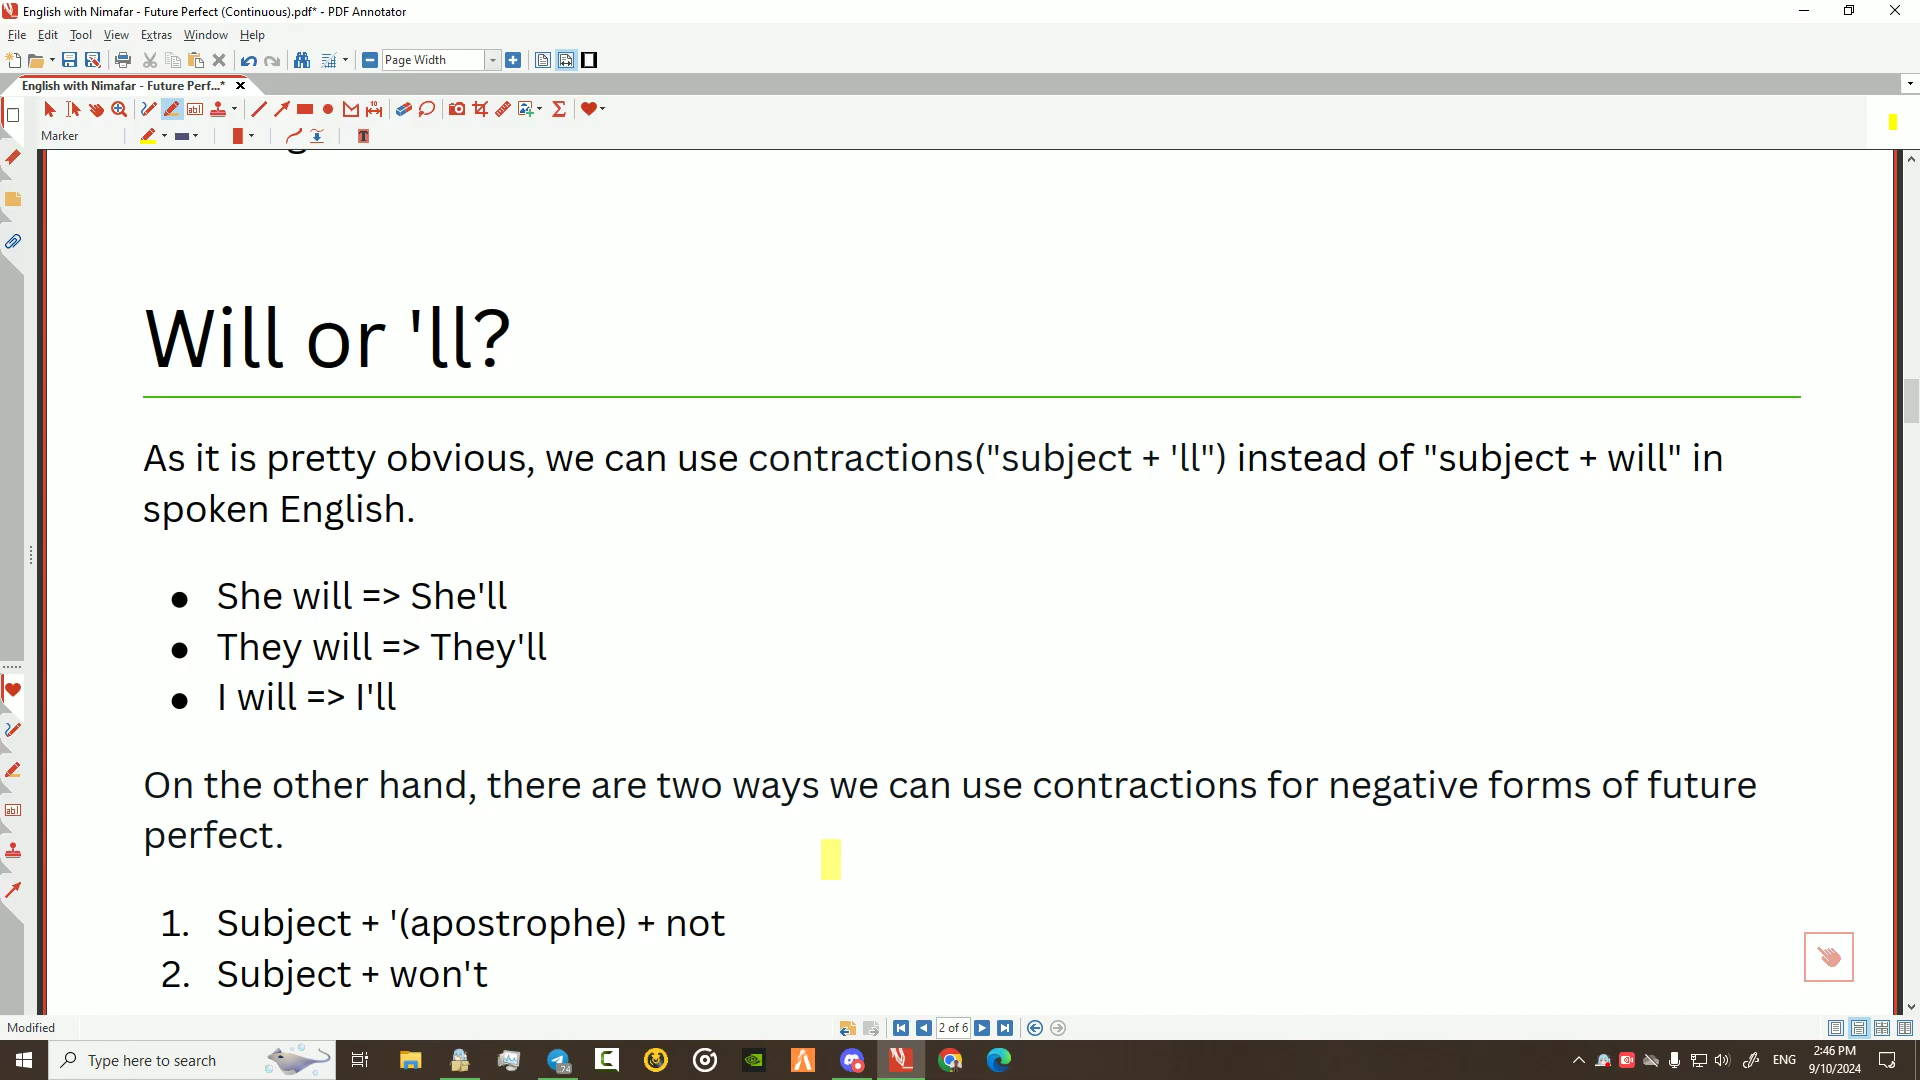 English with Nimafar - Future Perfect (Continuous).pdf* - PDF Annotator
File Edit Tool View Extras Window Help
Page Width
English with Nimafar - Future Perf...*
Marker
Will or 'll?
As it is pretty obvious, we can use contractions("subject + 'll") instead of "subject + will" in
spoken English.
● She will => She'll
● They will => They'll
● I will => I'll
On the other hand, there are two ways we can use contractions for negative forms of future
perfect.
1. Subject + '(apostrophe) + not
2. Subject + won't
Modified
2 of 6
Type here to search
74
ENG
2:46 PM
9/10/2024